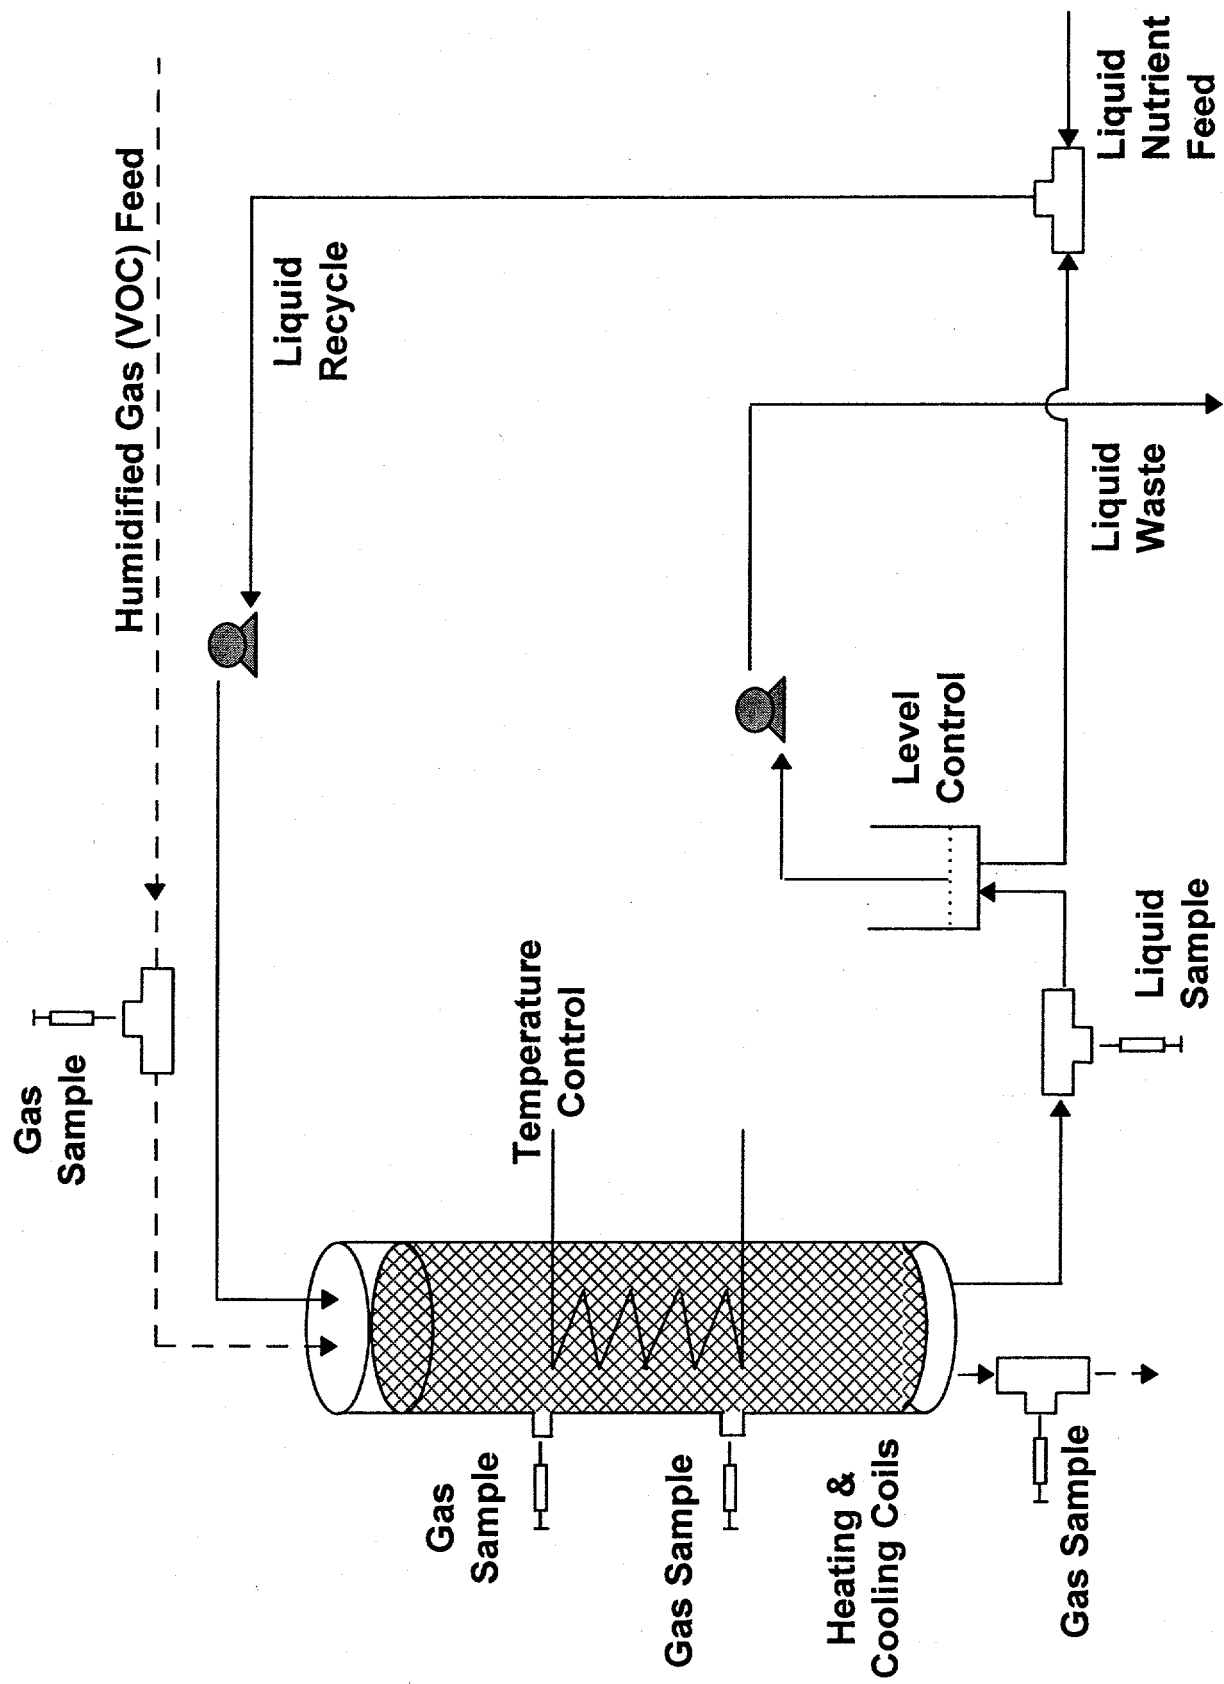 Humidified Gas (VOC) Feed
Gas
Sample
Liquid
Recycle
Temperature
Control
Level
Control
Gas
Sample
Gas Sample
Heating &
Cooling Coils
Gas Sample
Liquid
Sample
Liquid
Waste
Liquid
Nutrient
Feed